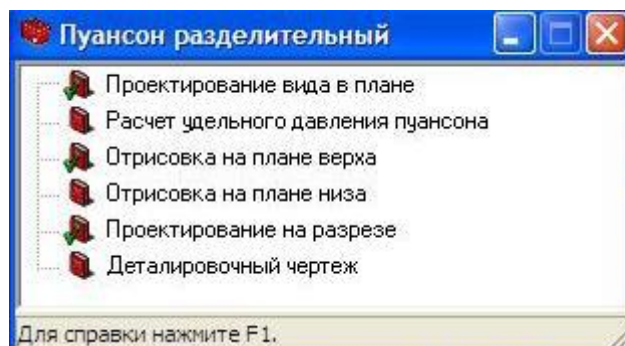 Пуансон разделительный
Проектирование вида в плане
Расчет удельного давления пуансона
Отрисовка на плане верха
Отрисовка на плане низа
Проектирование на разрезе
Деталировочный чертеж
Для справки нажмите F1.